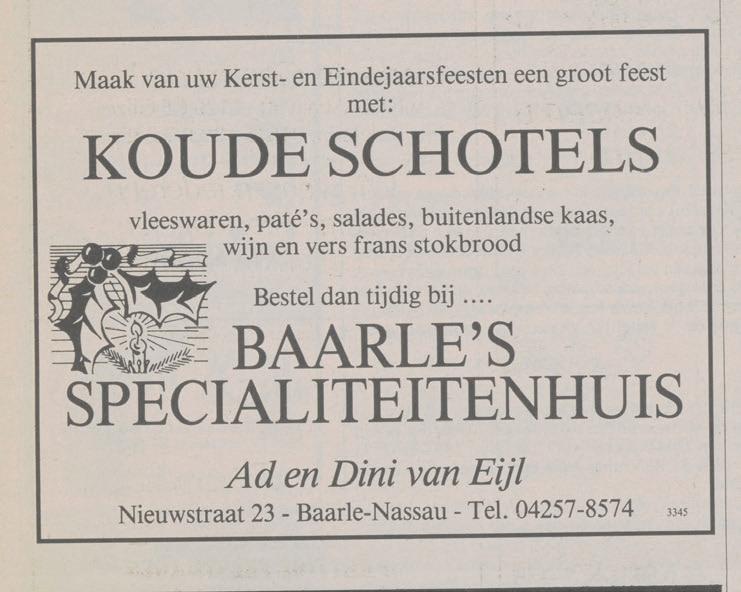 Maak van uw Kerst- en Eindejaarsfeesten een groot feest
met:
KOUDE SCHOTELS
vleeswaren, paté's, salades, buitenlandse kaas,
wijn en vers frans stokbrood
Bestel dan tijdig bij ....
BAARLE'S
SPECIALITEITENHUIS
Ad en Dini van Eijl
Nieuwstraat 23 - Baarle-Nassau - Tel. 04257-8574 3345